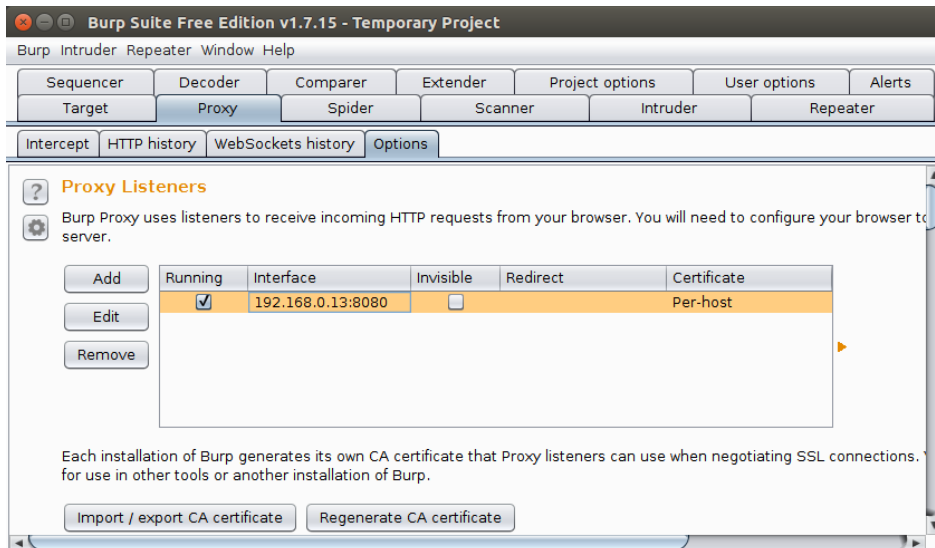 Burp Suite Free Edition v1.7.15 - Temporary Project
Burp Intruder Repeater Window Help
Sequencer Decoder Comparer Extender Project options User options Alerts
Target Proxy Spider Scanner Intruder Repeater
Intercept HTTP history WebSockets history Options
? Proxy Listeners
Burp Proxy uses listeners to receive incoming HTTP requests from your browser. You will need to configure your browser
server.
Add Running Interface Invisible Redirect Certificate
192.168.0.13:8080 Per-host
Edit
Remove
Each installation of Burp generates its own CA certificate that Proxy listeners can use when negotiating SSL connections.
for use in other tools or another installation of Burp.
Import / export CA certificate Regenerate CA certificate